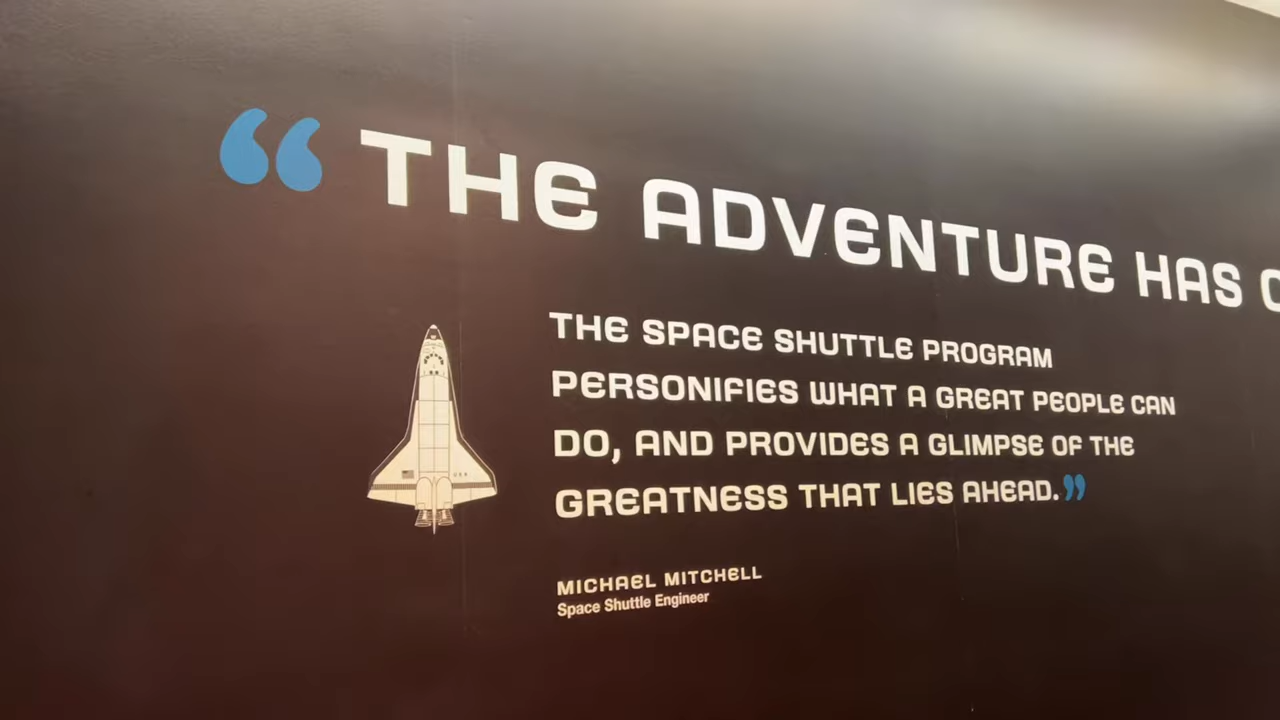 “ THE ADVENTURE HAS
THE SPACE SHUTTLE PROGRAM
PERSONIFIES WHAT A GREAT PEOPLE CAN
DO, AND PROVIDES A GLIMPSE OF THE
GREATNESS THAT LIES AHEAD.”
MICHAEL MITCHELL
Space Shuttle Engineer
USA